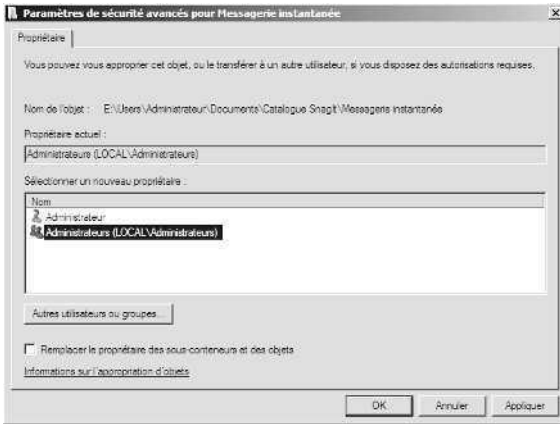 Paramètres de sécurité avancés pour Messagerie instantanée
Propriétaire
Vous pouvez vous approprier cet objet, ou le transférer à un autre utilisateur, si vous disposez des autorisations requises.
Nom de l'objet : E:\Users\Administrateur\Documents\Catalogue Snagit\Messagerie instantanée
Propriétaire actuel :
Administrateurs (LOCAL\Administrateurs)
Sélectionner un nouveau propriétaire :
Nom
Administrateur
Administrateurs (LOCAL\Administrateurs)
Autres utilisateurs ou groupes...
Remplacer le propriétaire des sous-conteneurs et des objets
Informations sur l'appropriation d'objets
OK Annuler Appliquer